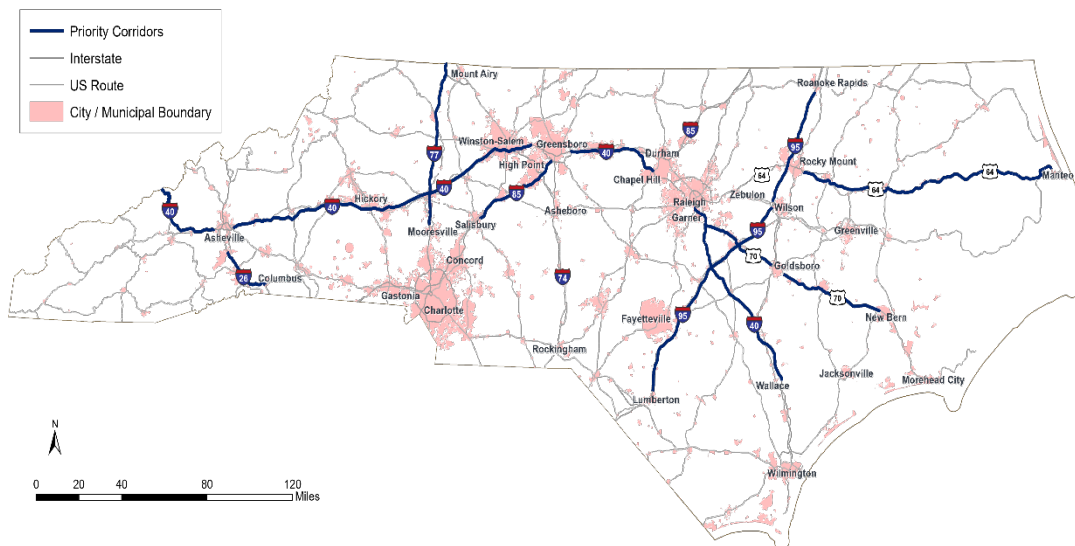 Priority Corridors
Interstate
US Route
City / Municipal Boundary
Mount Airy
Roanoke Rapids
85
77
Winston-Salem
Greensboro
40
Durham
95
Rocky Mount
High Point
64
64
Manteo
40
Chapel Hill
Zebulon
64
Hickory
85
Raleigh
40
40
Salisbury
Asheboro
Garner
Wilson
Mooresville
95
Greenville
Asheville
Concord
70
Goldsboro
26
Columbus
74
Gastonia
70
Charlotte
Fayetteville
95
40
New Bern
Rockingham
Jacksonville
Morehead City
Wallace
Lumberton
N
Wilmington
0 20 40 80 120
Miles